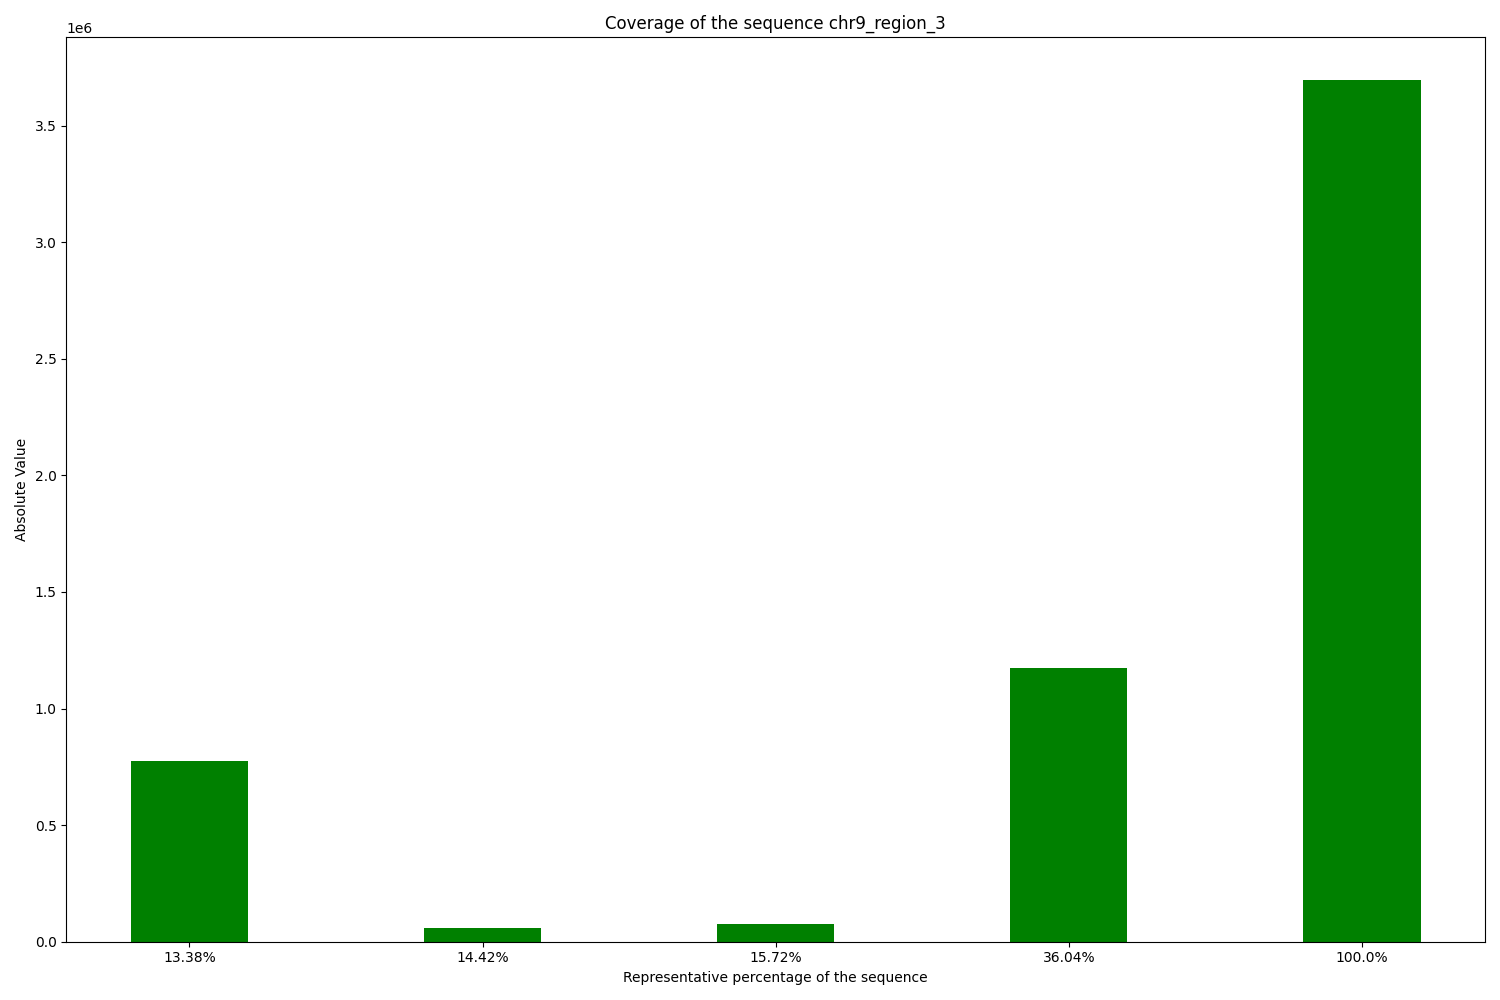 Coverage of the sequence chr9_region_3
1e6
3.5
3.0
2.5
2.0
1.5
1.0
0.5
0.0
Absolute Value
13.38% 14.42% 15.72% 36.04% 100.0%
Representative percentage of the sequence